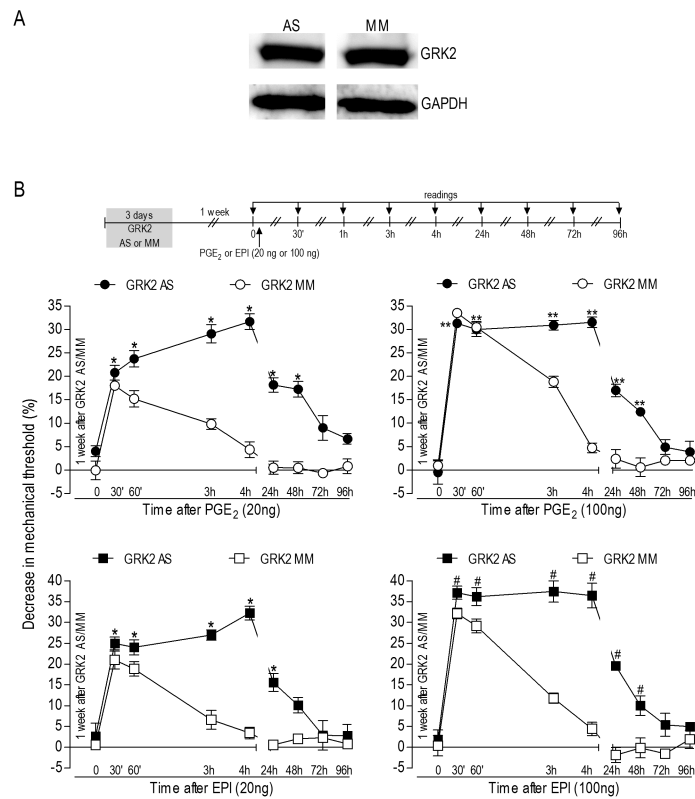 A
AS MM
GRK2
GAPDH
B
readings
3 days
GRK2
AS or MM
1 week
0 30' 1h 3h 4h 24h 48h 72h 96h
PGE2 or EPI (20 ng or 100 ng)
Decrease in mechanical threshold (%)
GRK2 AS GRK2 MM
35
30
25
20
15
10
5
0
-5
1 week after GRK2 AS/MM
* * * * * *
0 30' 60' 3h 4h 24h 48h 72h 96h
Time after PGE2 (20ng)
GRK2 AS GRK2 MM
35
30
25
20
15
10
5
0
-5
1 week after GRK2 AS/MM
** ** ** ** ** **
0 30' 60' 3h 4h 24h 48h 72h 96h
Time after PGE2 (100ng)
GRK2 AS GRK2 MM
40
35
30
25
20
15
10
5
0
-5
1 week after GRK2 AS/MM
* * * * *
0 30' 60' 3h 4h 24h 48h 72h 96h
Time after EPI (20ng)
GRK2 AS GRK2 MM
40
35
30
25
20
15
10
5
0
-5
1 week after GRK2 AS/MM
# # # # # #
0 30' 60' 3h 4h 24h 48h 72h 96h
Time after EPI (100ng)